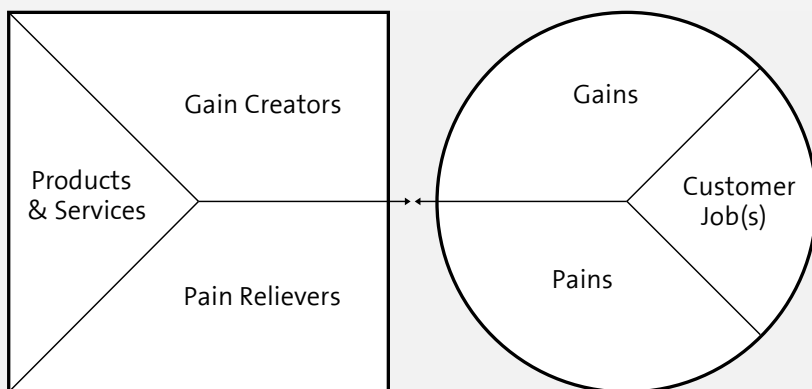 Gain Creators
Products
& Services
Pain Relievers
Gains
Customer
Job(s)
Pains